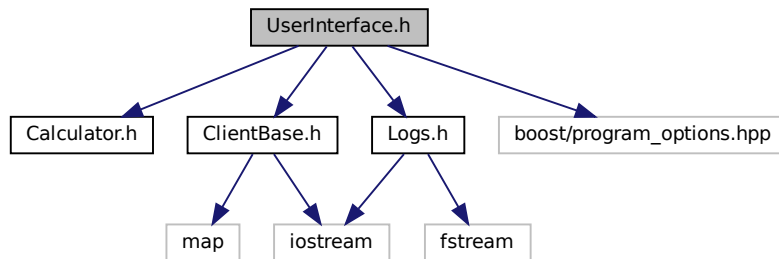 UserInterface.h
Calculator.h
ClientBase.h
Logs.h
boost/program_options.hpp
map
iostream
fstream